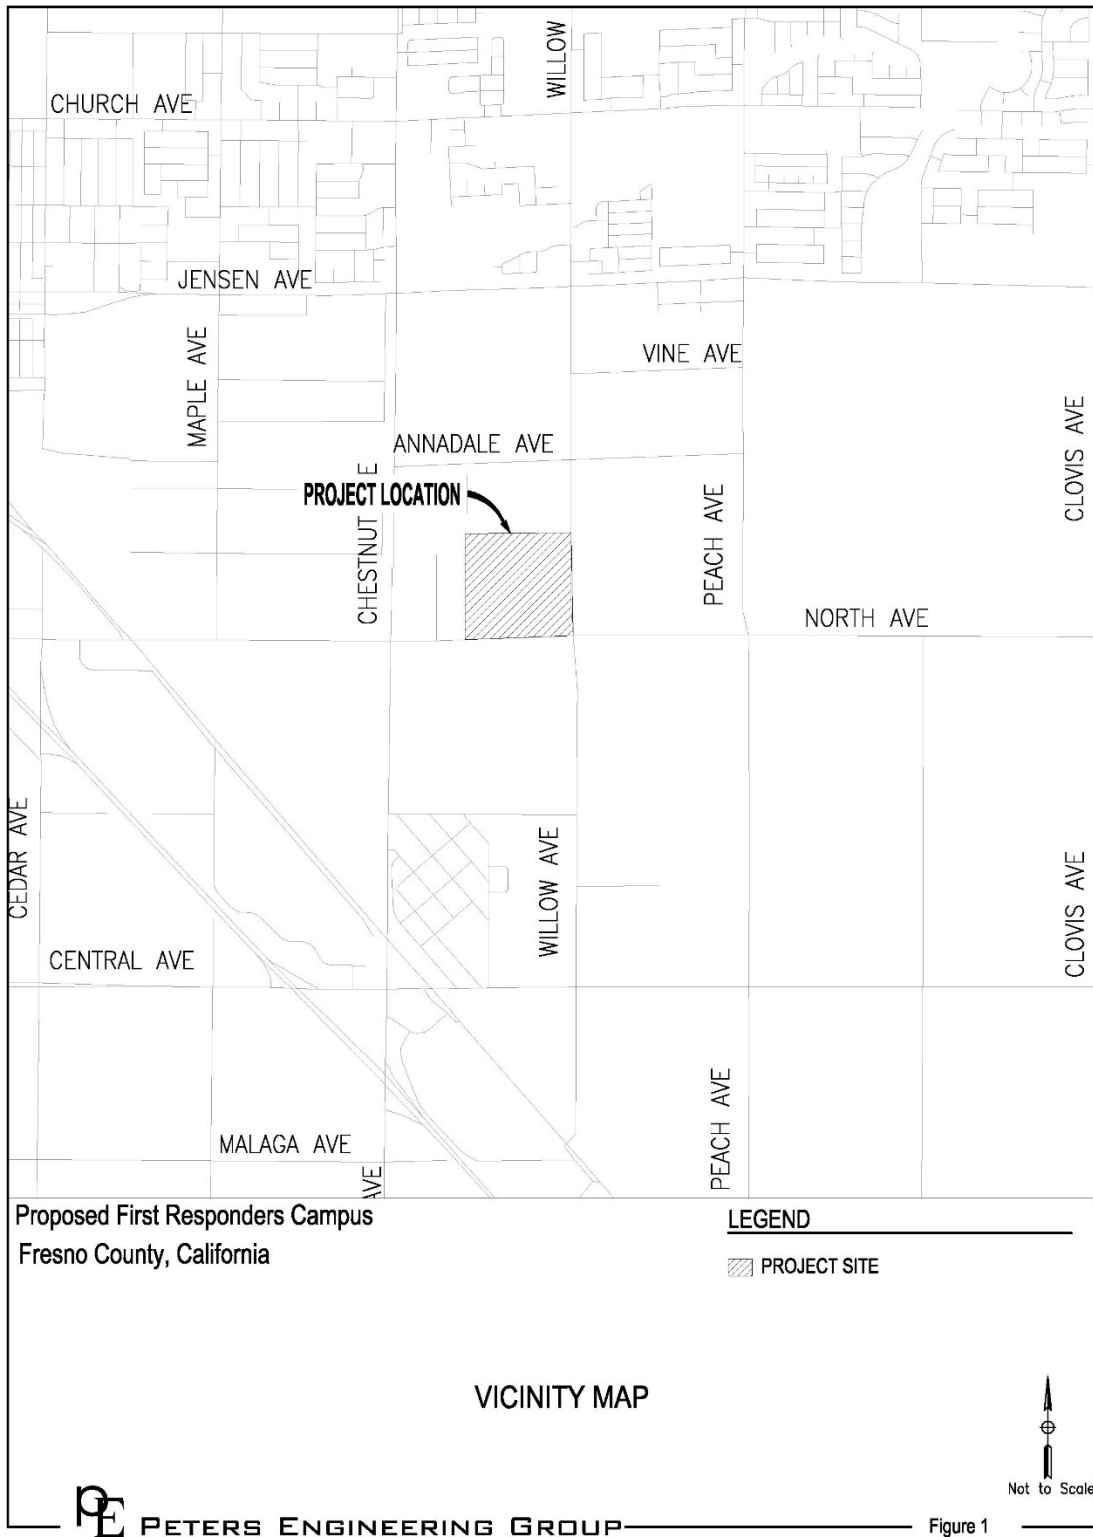 WILLOW
CHURCH AVE
JENSEN AVE
MAPLE AVE
VINE AVE
CLOVIS AVE
ANNADALE AVE
PROJECT LOCATION
CHESTNUT E
PEACH AVE
NORTH AVE
CEDAR AVE
WILLOW AVE
CLOVIS AVE
CENTRAL AVE
PEACH AVE
MALAGA AVE
AVE
Proposed First Responders Campus
Fresno County, California
LEGEND
PROJECT SITE
VICINITY MAP
Not to Scale
pE PETERS ENGINEERING GROUP
Figure 1